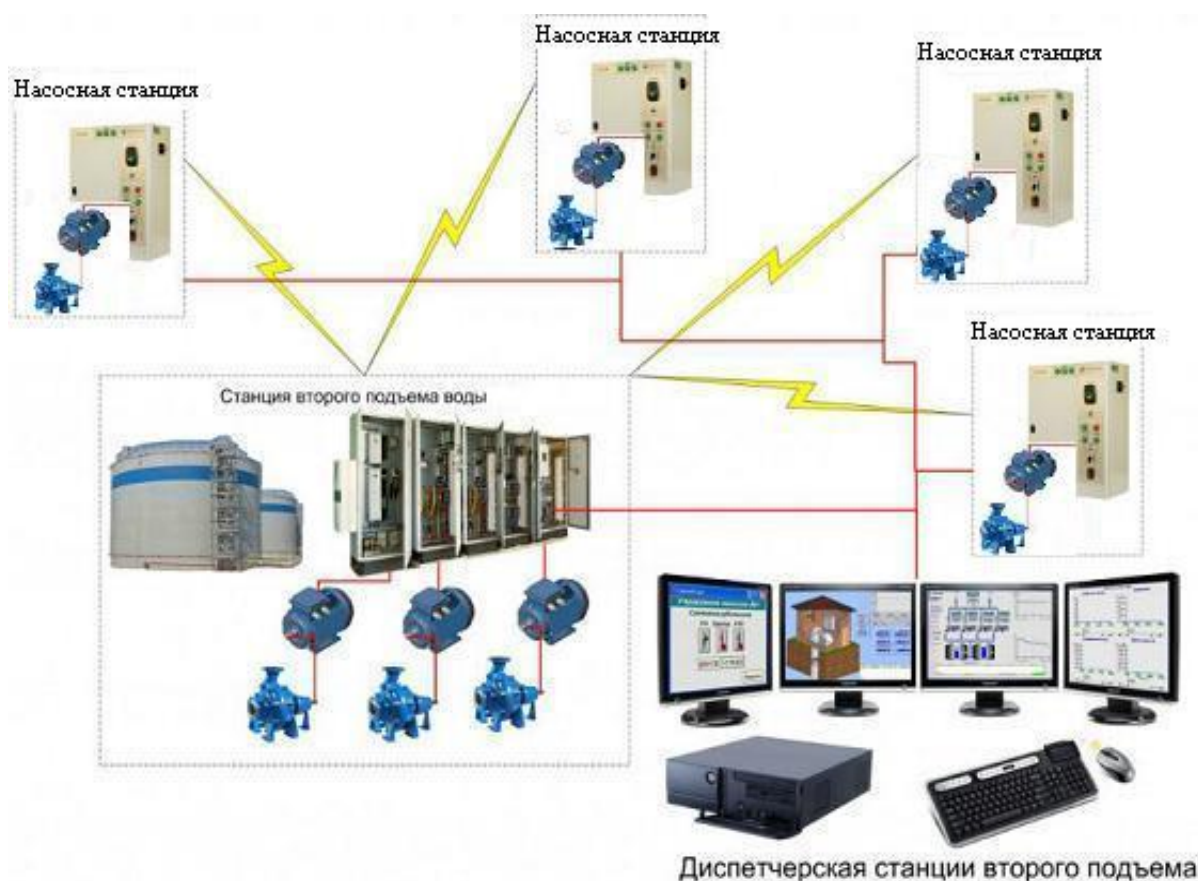 Насосная станция
Насосная станция
Насосная станция
Насосная станция
Станция второго подъема воды
Диспетчерская станции второго подъема